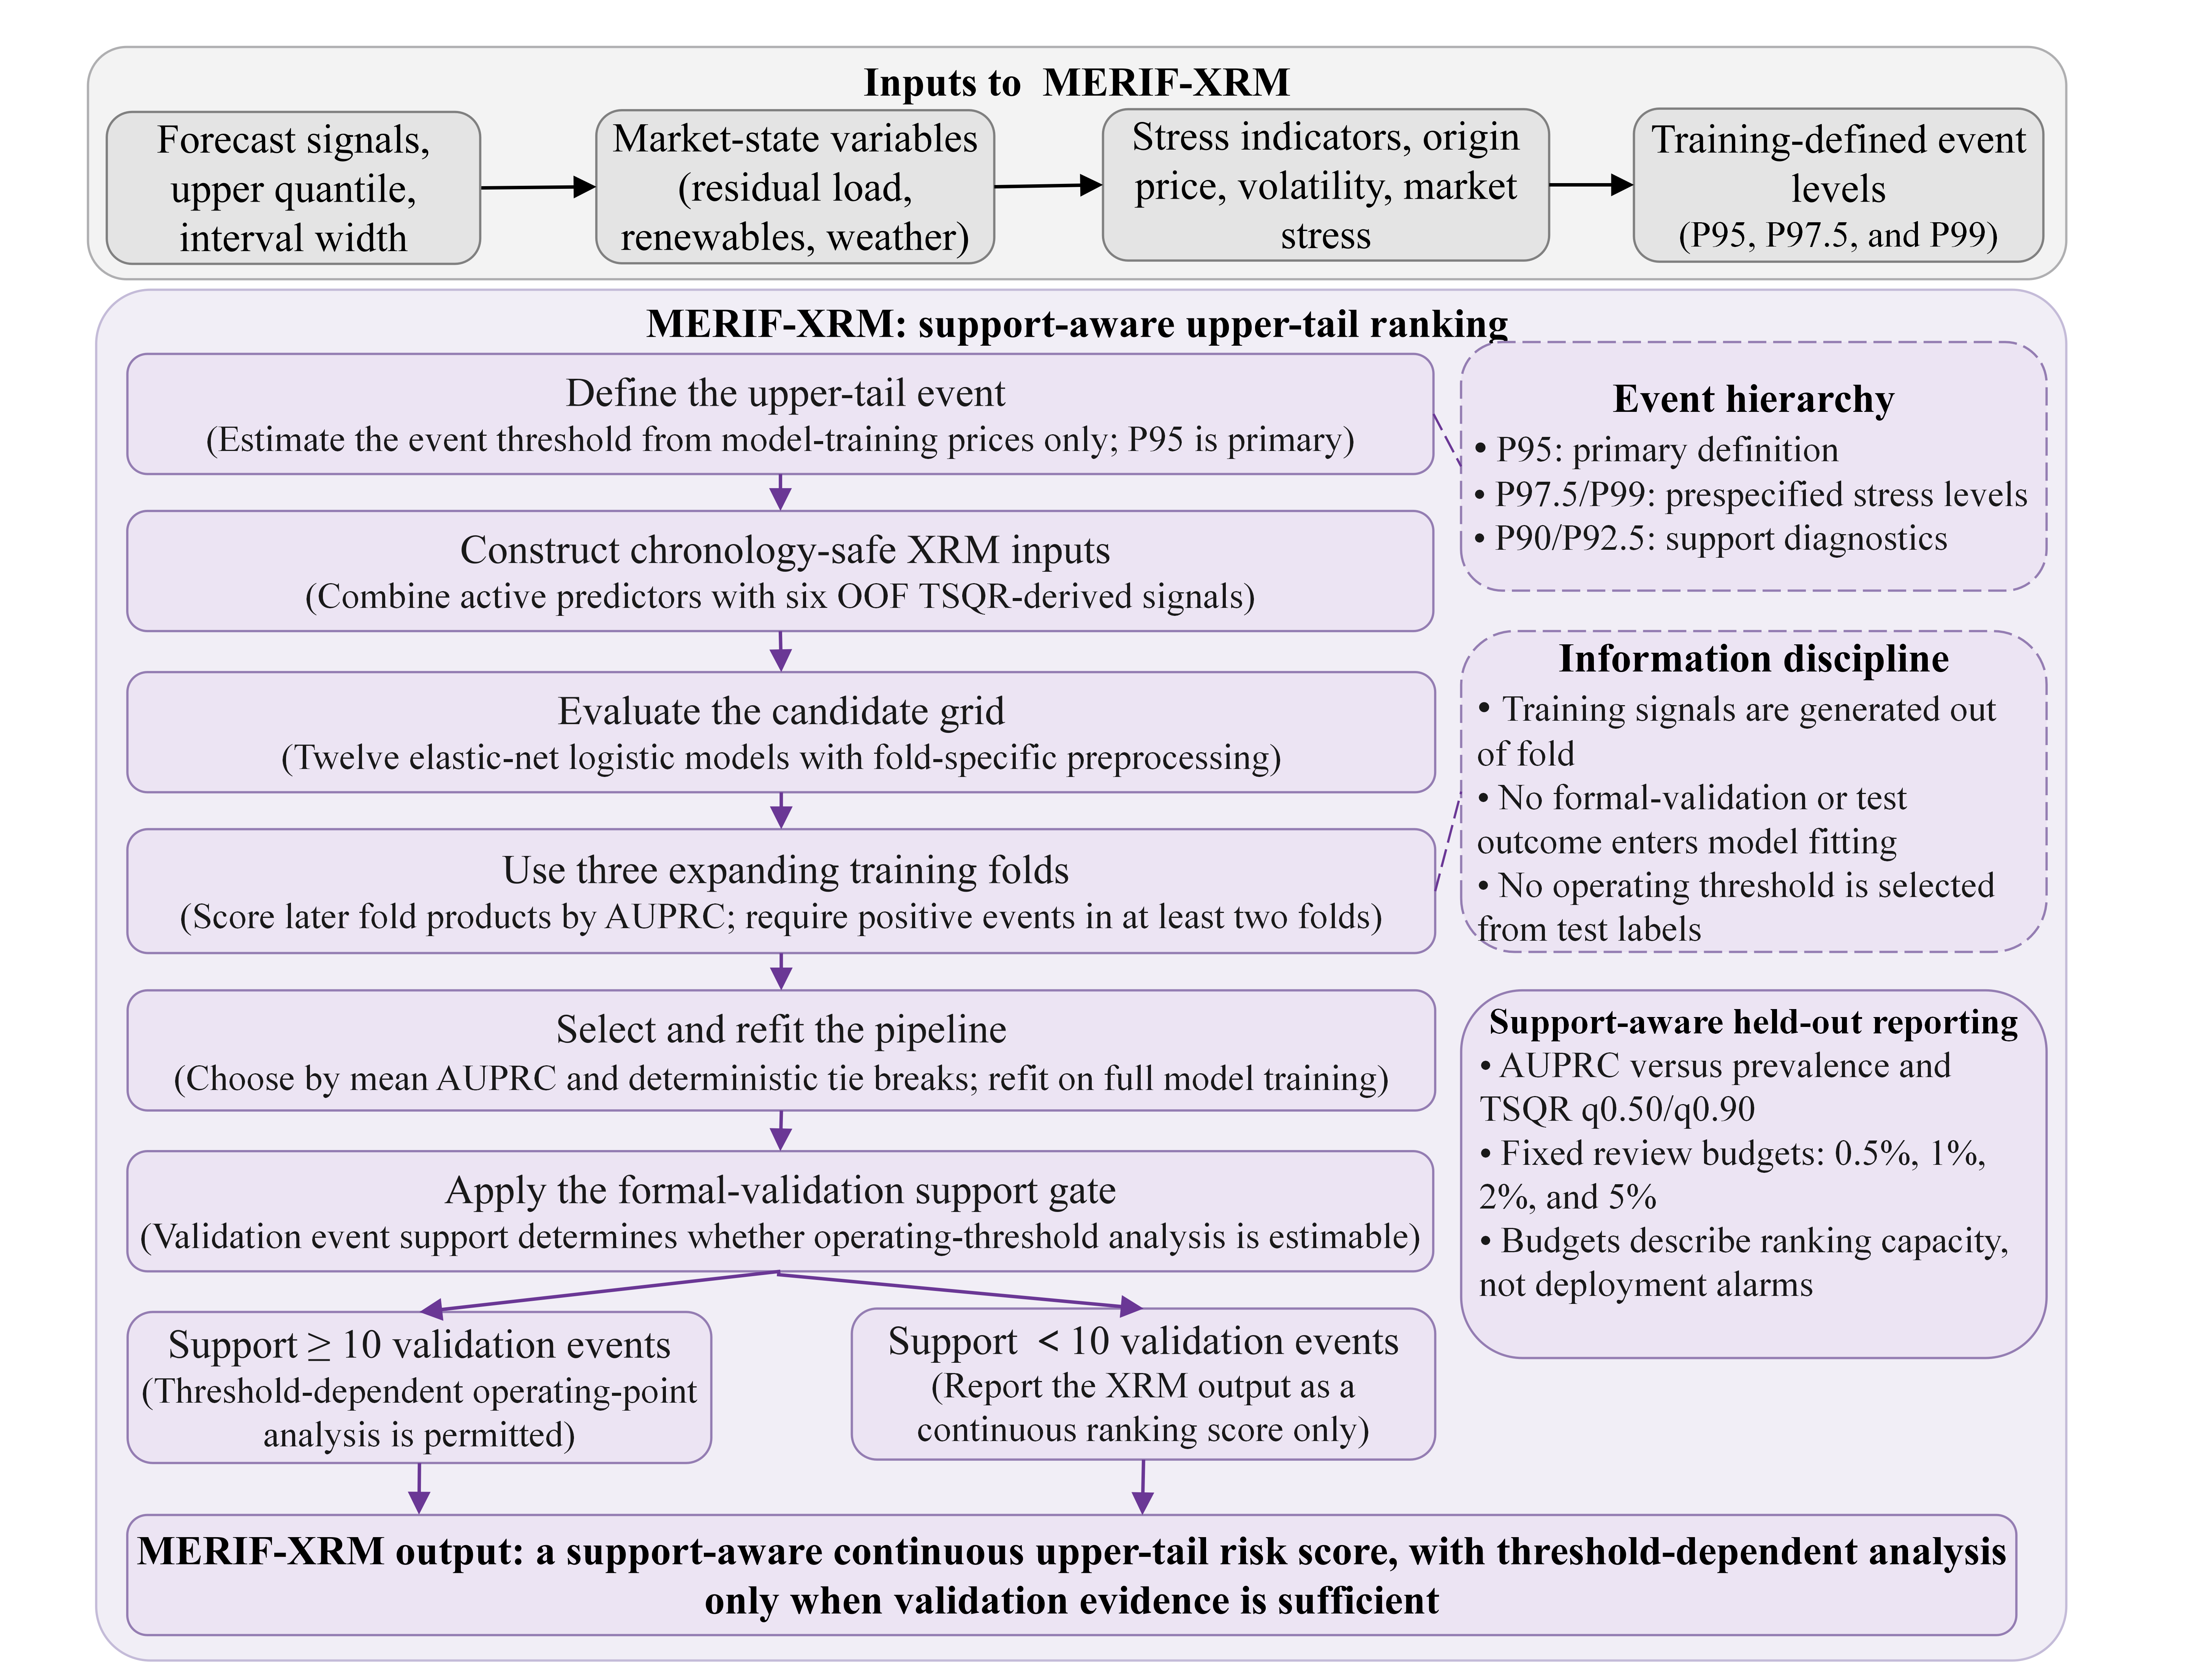 Inputs to  MERIF-XRM
Forecast signals,
upper quantile,
interval width
Market-state variables
(residual load,
renewables, weather)
Stress indicators, origin
price, volatility, market
stress
Training-defined event
levels
(P95, P97.5, and P99)
MERIF-XRM: support-aware upper-tail ranking
Define the upper-tail event
(Estimate the event threshold from model-training prices only; P95 is primary)
Construct chronology-safe XRM inputs
(Combine active predictors with six OOF TSQR-derived signals)
Evaluate the candidate grid
(Twelve elastic-net logistic models with fold-specific preprocessing)
Use three expanding training folds
(Score later fold products by AUPRC; require positive events in at least two folds)
Select and refit the pipeline
(Choose by mean AUPRC and deterministic tie breaks; refit on full model training)
Apply the formal-validation support gate
(Validation event support determines whether operating-threshold analysis is estimable)
Support ≥ 10 validation events
(Threshold-dependent operating-point
analysis is permitted)
Support  < 10 validation events
(Report the XRM output as a
continuous ranking score only)
Event hierarchy
• P95: primary definition
• P97.5/P99: prespecified stress levels
• P90/P92.5: support diagnostics
Information discipline
• Training signals are generated out
of fold
• No formal-validation or test
outcome enters model fitting
• No operating threshold is selected
from test labels
Support-aware held-out reporting
• AUPRC versus prevalence and
TSQR q0.50/q0.90
• Fixed review budgets: 0.5%, 1%,
2%, and 5%
• Budgets describe ranking capacity,
not deployment alarms
MERIF-XRM output: a support-aware continuous upper-tail risk score, with threshold-dependent analysis
only when validation evidence is sufficient